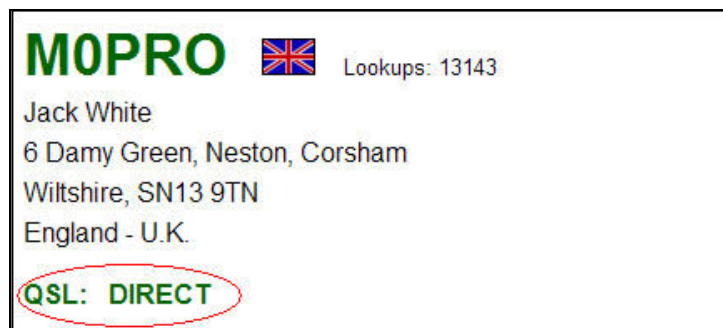 M0PRO Lookups: 13143
Jack White
6 Damy Green, Neston, Corsham
Wiltshire, SN13 9TN
England - U.K.
QSL: DIRECT